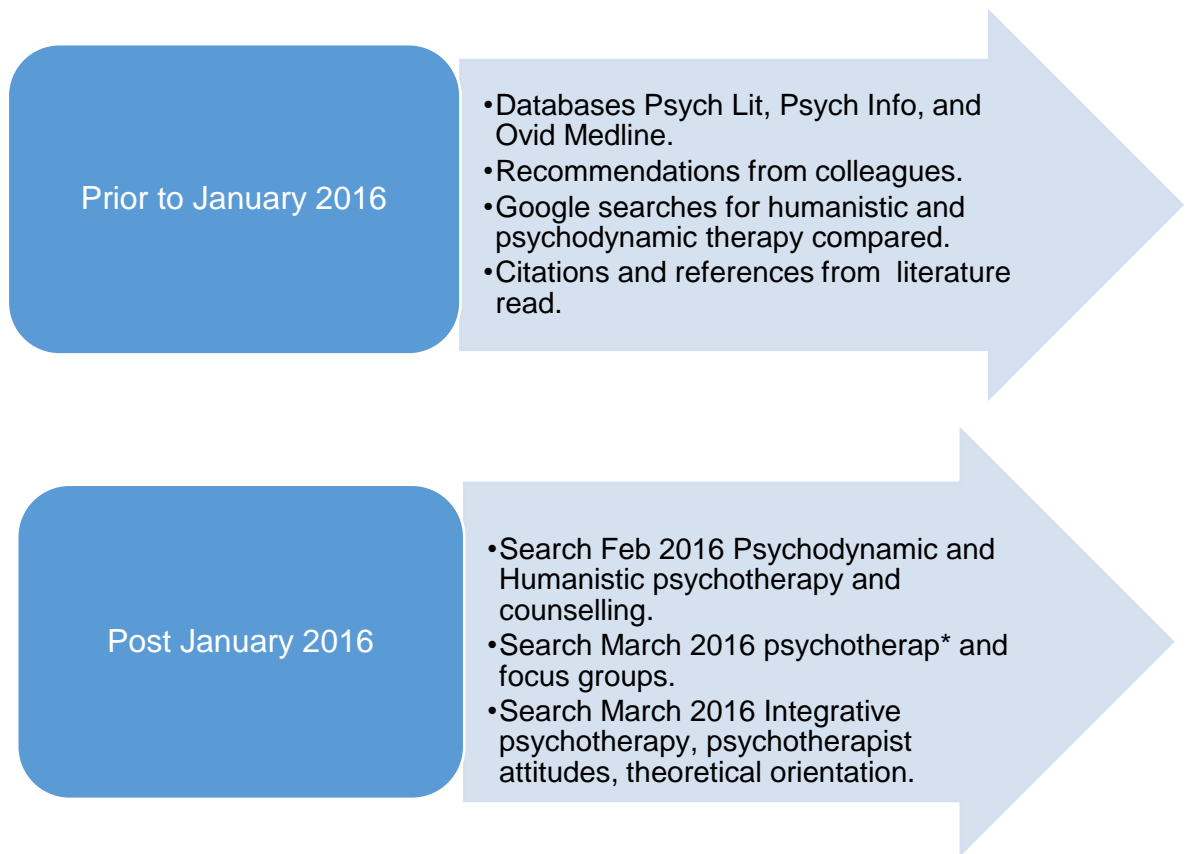 Prior to January 2016
•Databases Psych Lit, Psych Info, and
Ovid Medline.
•Recommendations from colleagues.
•Google searches for humanistic and
psychodynamic therapy compared.
•Citations and references from literature
read.
Post January 2016
•Search Feb 2016 Psychodynamic and
Humanistic psychotherapy and
counselling.
•Search March 2016 psychotherap* and
focus groups.
•Search March 2016 Integrative
psychotherapy, psychotherapist
attitudes, theoretical orientation.